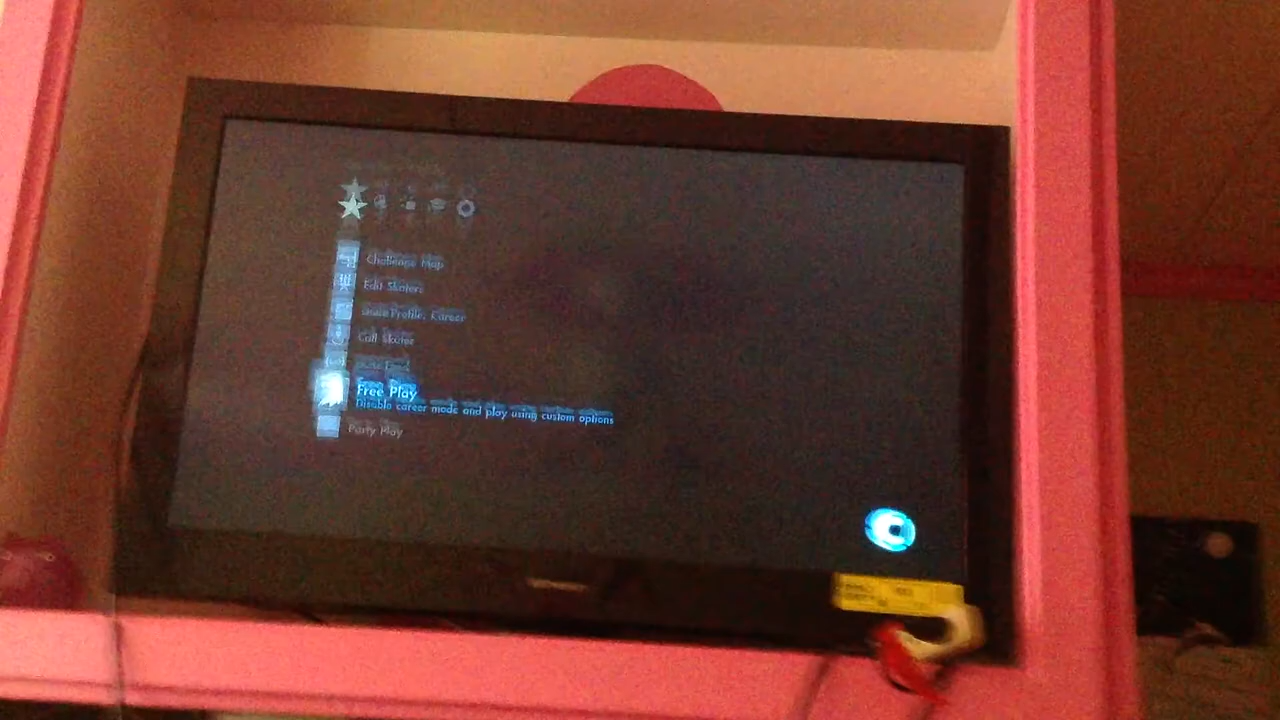 Challenge Map
Edit Skaters
Profile, Career
Call Skater
Free Play
Disable career mode and play using custom options
Party Play